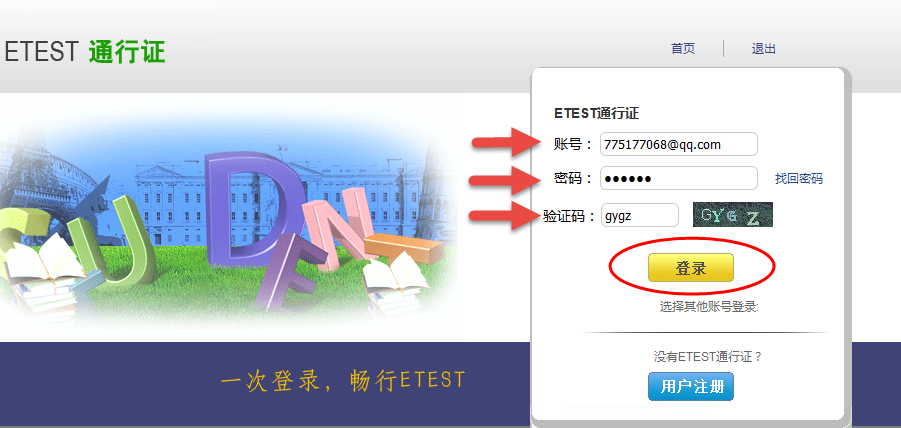 ETEST 通行证
首页 退出
ETEST通行证
账号： 775177068@qq.com
密码： ●●●●●● 找回密码
验证码： gygz GYGZ
登录
选择其他账号登录:
没有ETEST通行证？
用户注册
一次登录，畅行ETEST